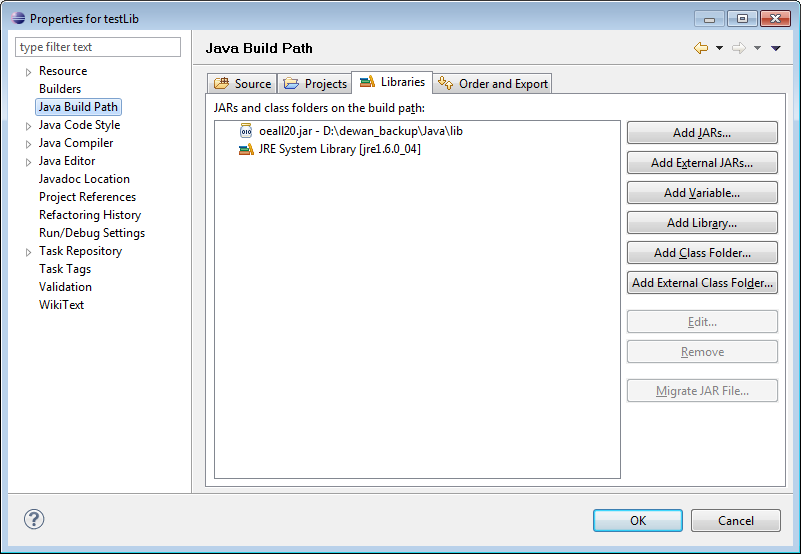 Properties for testLib
type filter text
Resource
Builders
Java Build Path
Java Code Style
Java Compiler
Java Editor
Javadoc Location
Project References
Refactoring History
Run/Debug Settings
Task Repository
Task Tags
Validation
WikiText
Java Build Path
Source Projects Libraries Order and Export
JARs and class folders on the build path:
010 oeall20.jar - D:\dewan_backup\Java\lib
JRE System Library [jre1.6.0_04]
Add JARs...
Add External JARs...
Add Variable...
Add Library...
Add Class Folder...
Add External Class Folder...
Edit...
Remove
Migrate JAR File...
?
OK Cancel